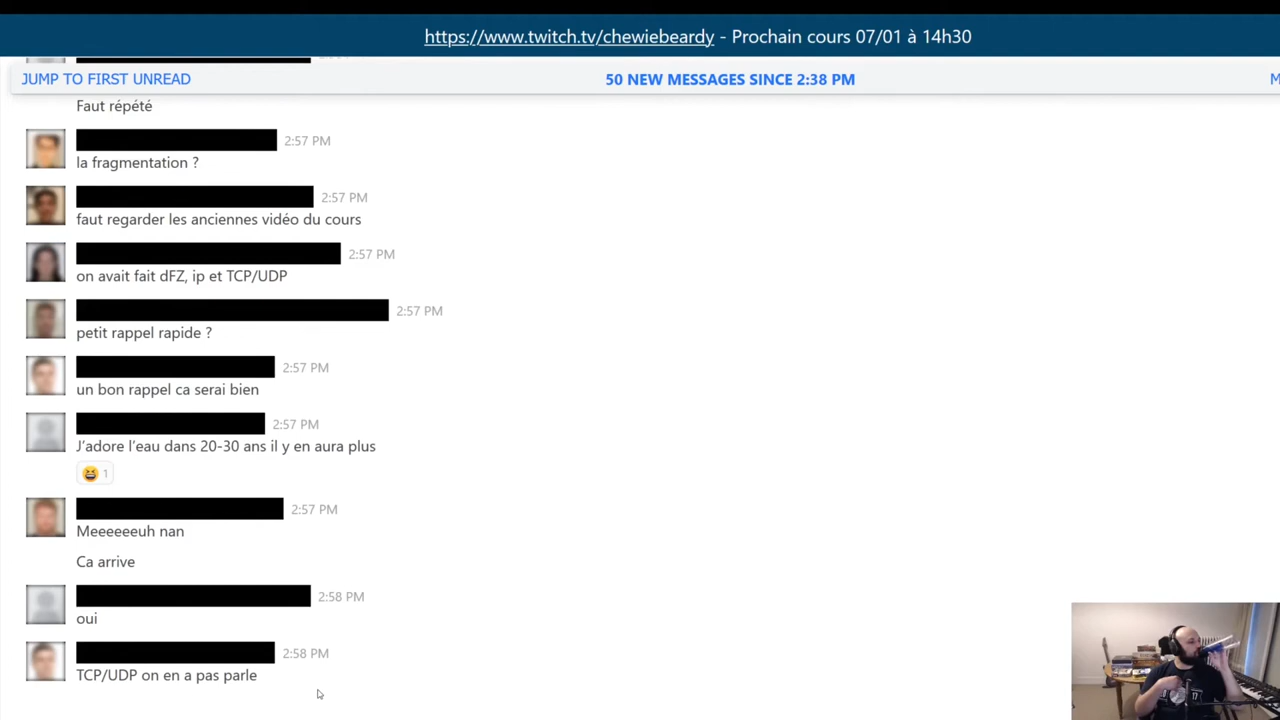 https://www.twitch.tv/chewiebeardy - Prochain cours 07/01 à 14h30
JUMP TO FIRST UNREAD
50 NEW MESSAGES SINCE 2:38 PM
M
Faut répété
2:57 PM
la fragmentation ?
2:57 PM
faut regarder les anciennes vidéo du cours
2:57 PM
on avait fait dFZ, ip et TCP/UDP
2:57 PM
petit rappel rapide ?
2:57 PM
un bon rappel ca serai bien
2:57 PM
J'adore l'eau dans 20-30 ans il y en aura plus
1
2:57 PM
Meeeeeeuh nan
Ca arrive
2:58 PM
oui
2:58 PM
TCP/UDP on en a pas parle
17